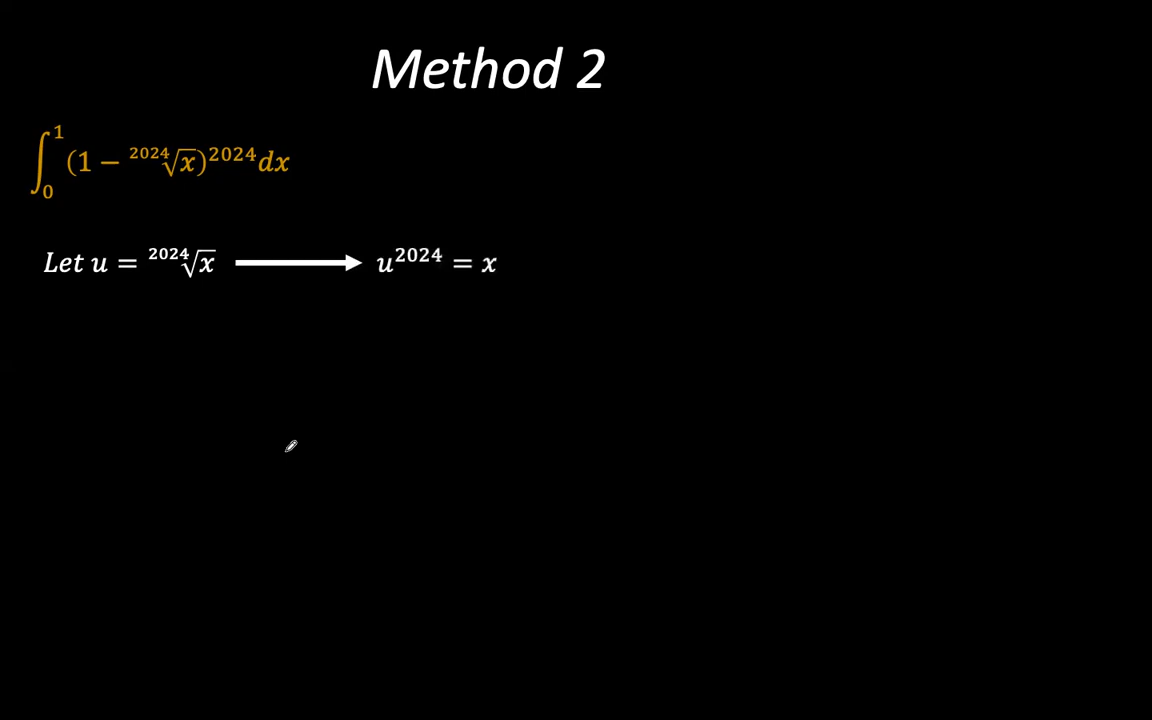 Method 2
∫₀¹ (1 − ²⁰²⁴√x)²⁰²⁴ dx
Let u = ²⁰²⁴√x ⟶ u²⁰²⁴ = x